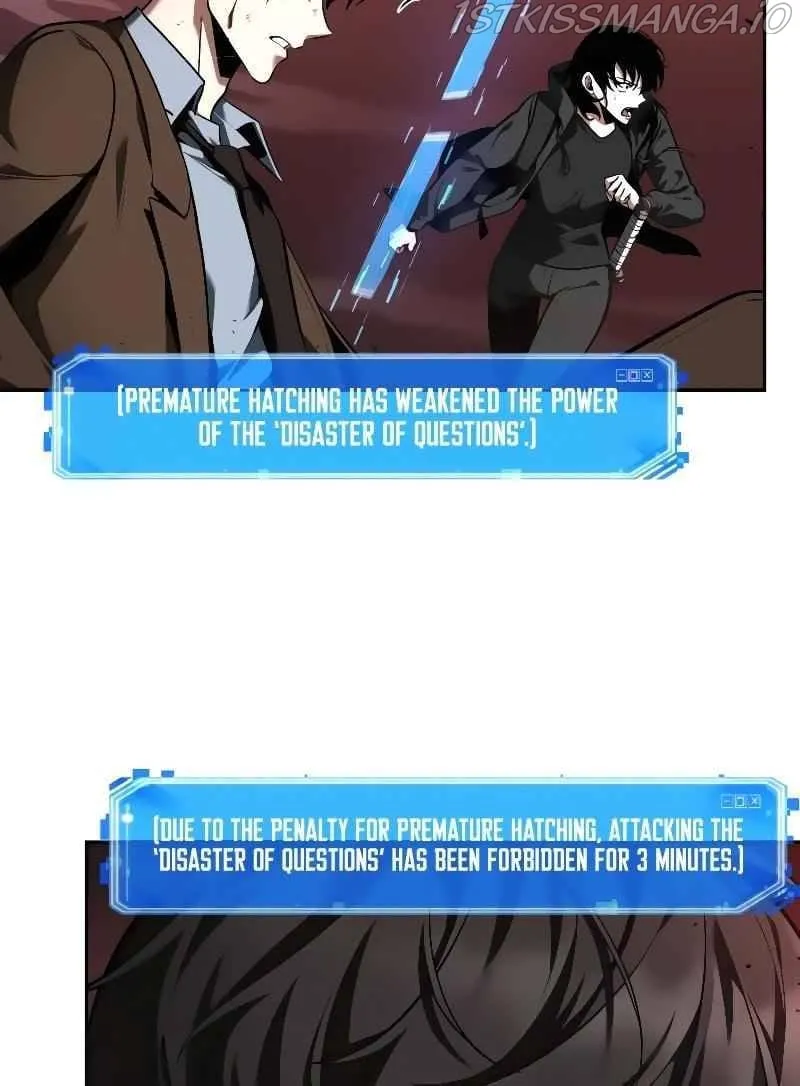 1STKISSMANGA.IO
[PREMATURE HATCHING HAS WEAKENED THE POWER
OF THE 'DISASTER OF QUESTIONS'.]
[DUE TO THE PENALTY FOR PREMATURE HATCHING, ATTACKING THE
'DISASTER OF QUESTIONS' HAS BEEN FORBIDDEN FOR 3 MINUTES.]